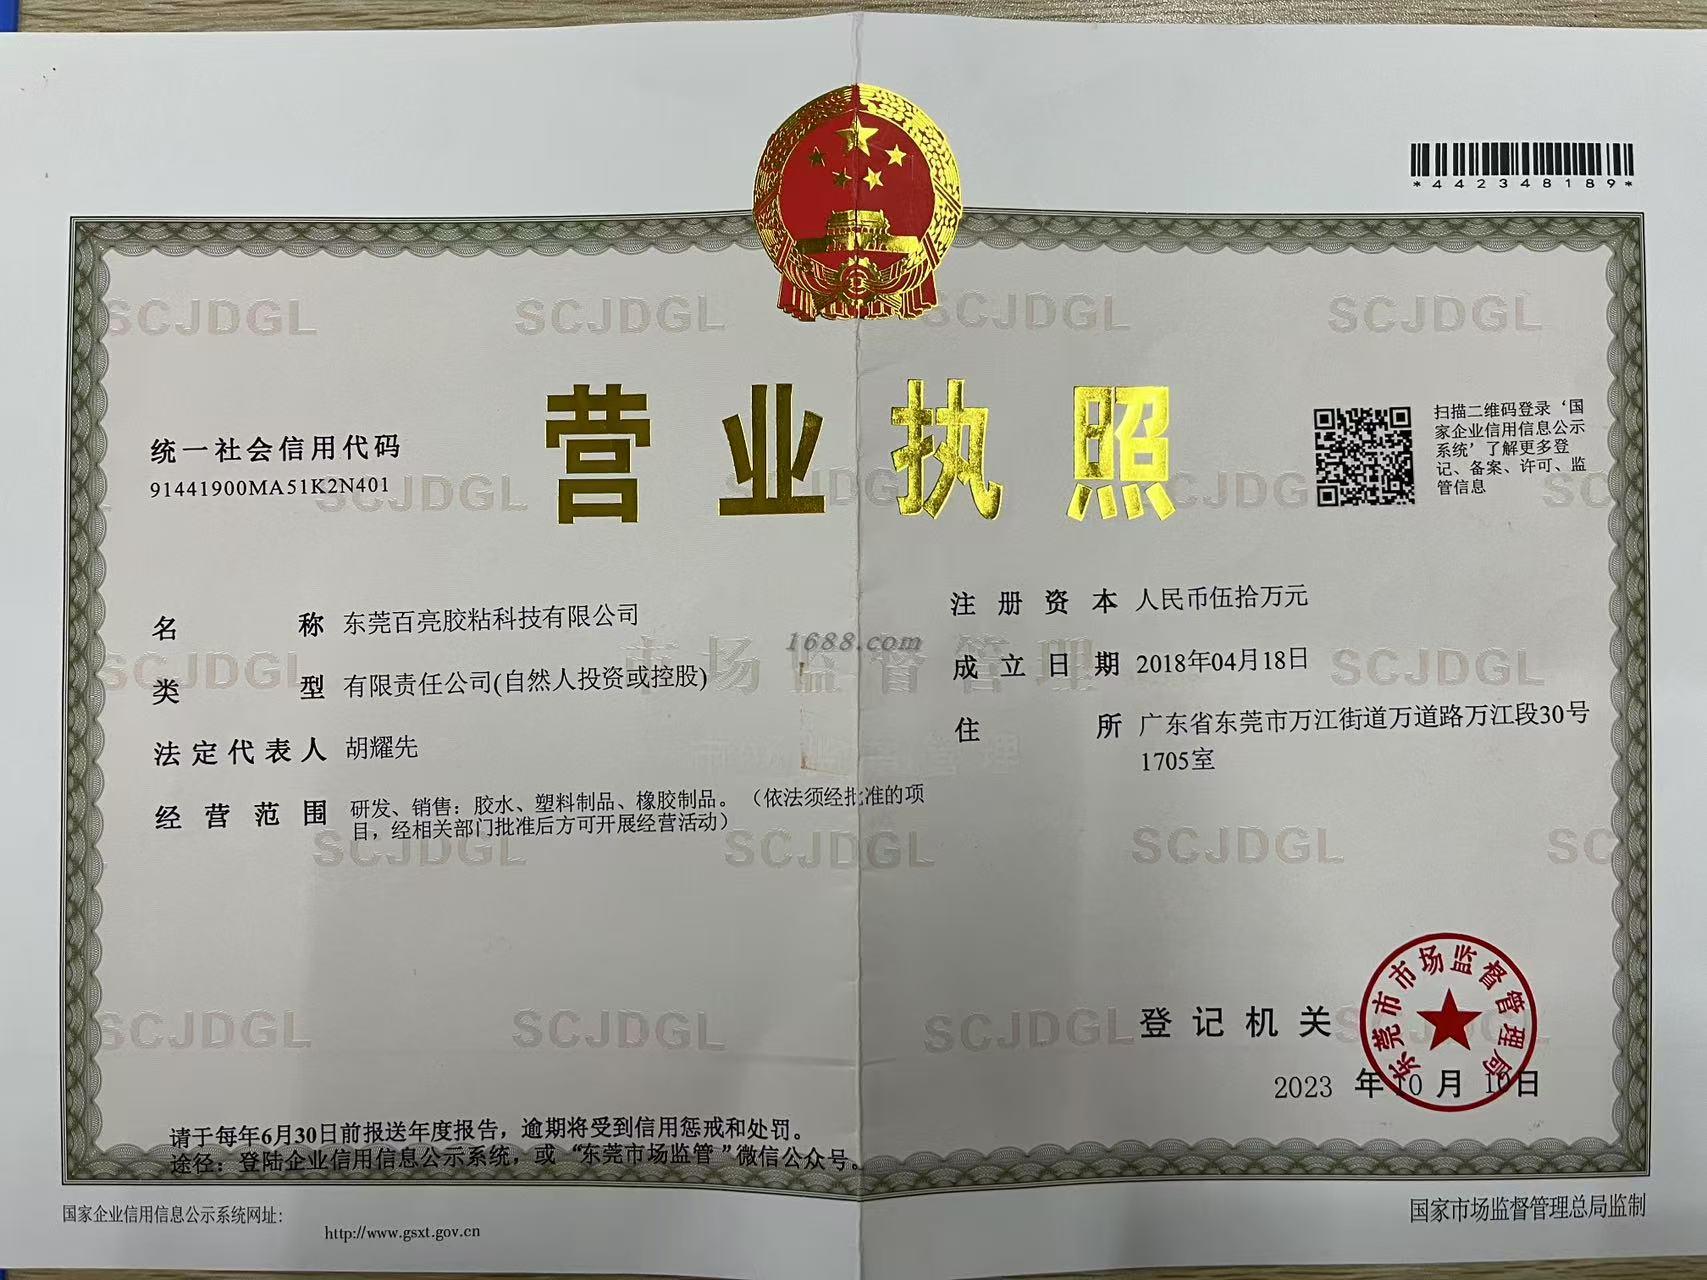 *442348189*
营业执照
统一社会信用代码
91441900MA51K2N401
扫描二维码登录‘国
家企业信用信息公示
系统’了解更多登
记、备案、许可、监
管信息
名称 东莞百亮胶粘科技有限公司
类型 有限责任公司(自然人投资或控股)
法定代表人 胡耀先
经营范围 研发、销售：胶水、塑料制品、橡胶制品。（依法须经批准的项
目，经相关部门批准后方可开展经营活动）
注册资本 人民币伍拾万元
成立日期 2018年04月18日
住所 广东省东莞市万江街道万道路万江段30号
1705室
1688.com
SCJDGL
市场监督管理
登记机关
东莞市市场监督管理局
2023 年 10 月 10 日
请于每年6月30日前报送年度报告，逾期将受到信用惩戒和处罚。
途径：登陆企业信用信息公示系统，或“东莞市场监管”微信公众号。
国家企业信用信息公示系统网址：
http://www.gsxt.gov.cn
国家市场监督管理总局监制